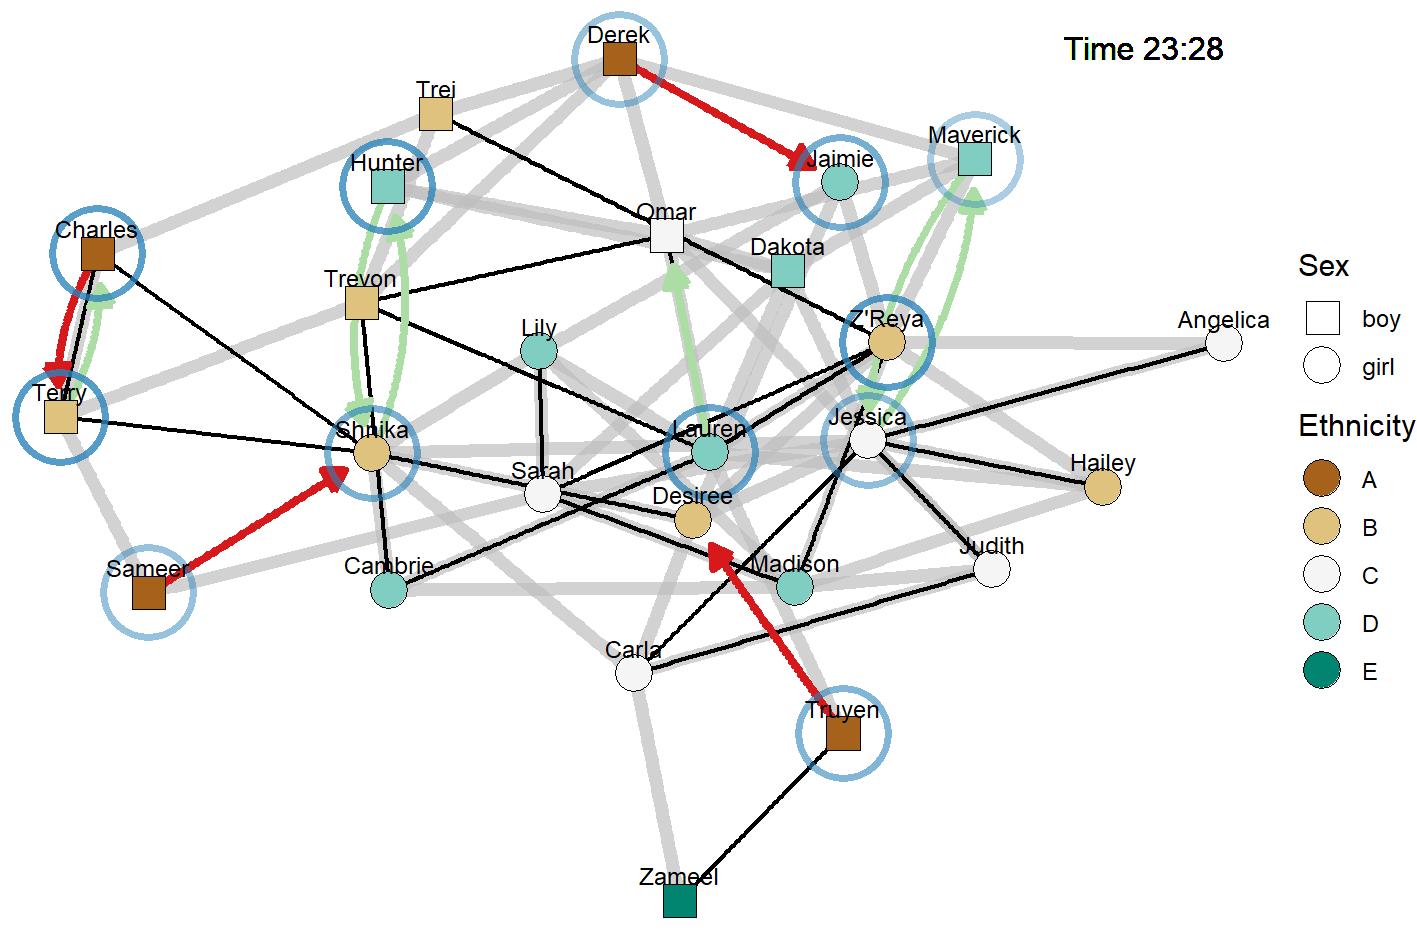 Derek
Time 23:28
Trei
Maverick
Hunter
Jaimie
Omar
Charles
Dakota
Trevon
Z'Reya
Angelica
Lily
Terry
Jessica
Shnika
Lauren
Sarah
Hailey
Desiree
Judith
Cambrie
Madison
Sameer
Carla
Truyen
Zameel
Sex
boy
girl
Ethnicity
A
B
C
D
E